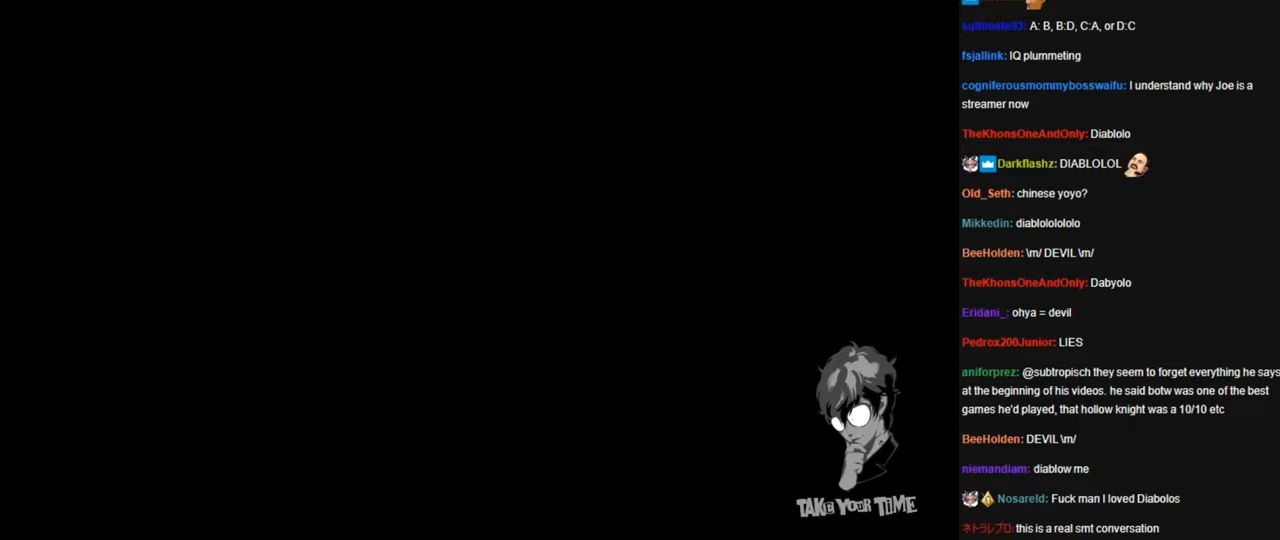 sultimate93: A: B, B:D, C:A, or D:C
fsjallink: IQ plummeting
cogniferousmommybosswaifu: I understand why Joe is a
streamer now
TheKhonsOneAndOnly: Diablolo
Darkflashz: DIABLOLOL
Old_Seth: chinese yoyo?
Mikkedin: diablolololololo
BeeHolden: \m/ DEVIL \m/
TheKhonsOneAndOnly: Dabyolo
Eridani_: ohya = devil
Pedrox200Junior: LIES
aniforprez: @subtropisch they seem to forget everything he says
at the beginning of his videos. he said botw was one of the best
games he'd played, that hollow knight was a 10/10 etc
BeeHolden: DEVIL \m/
niemandiam: diablow me
Nosareld: Fuck man I loved Diabolos
ネトラレブロ: this is a real smt conversation
TAKE YOUR TIME